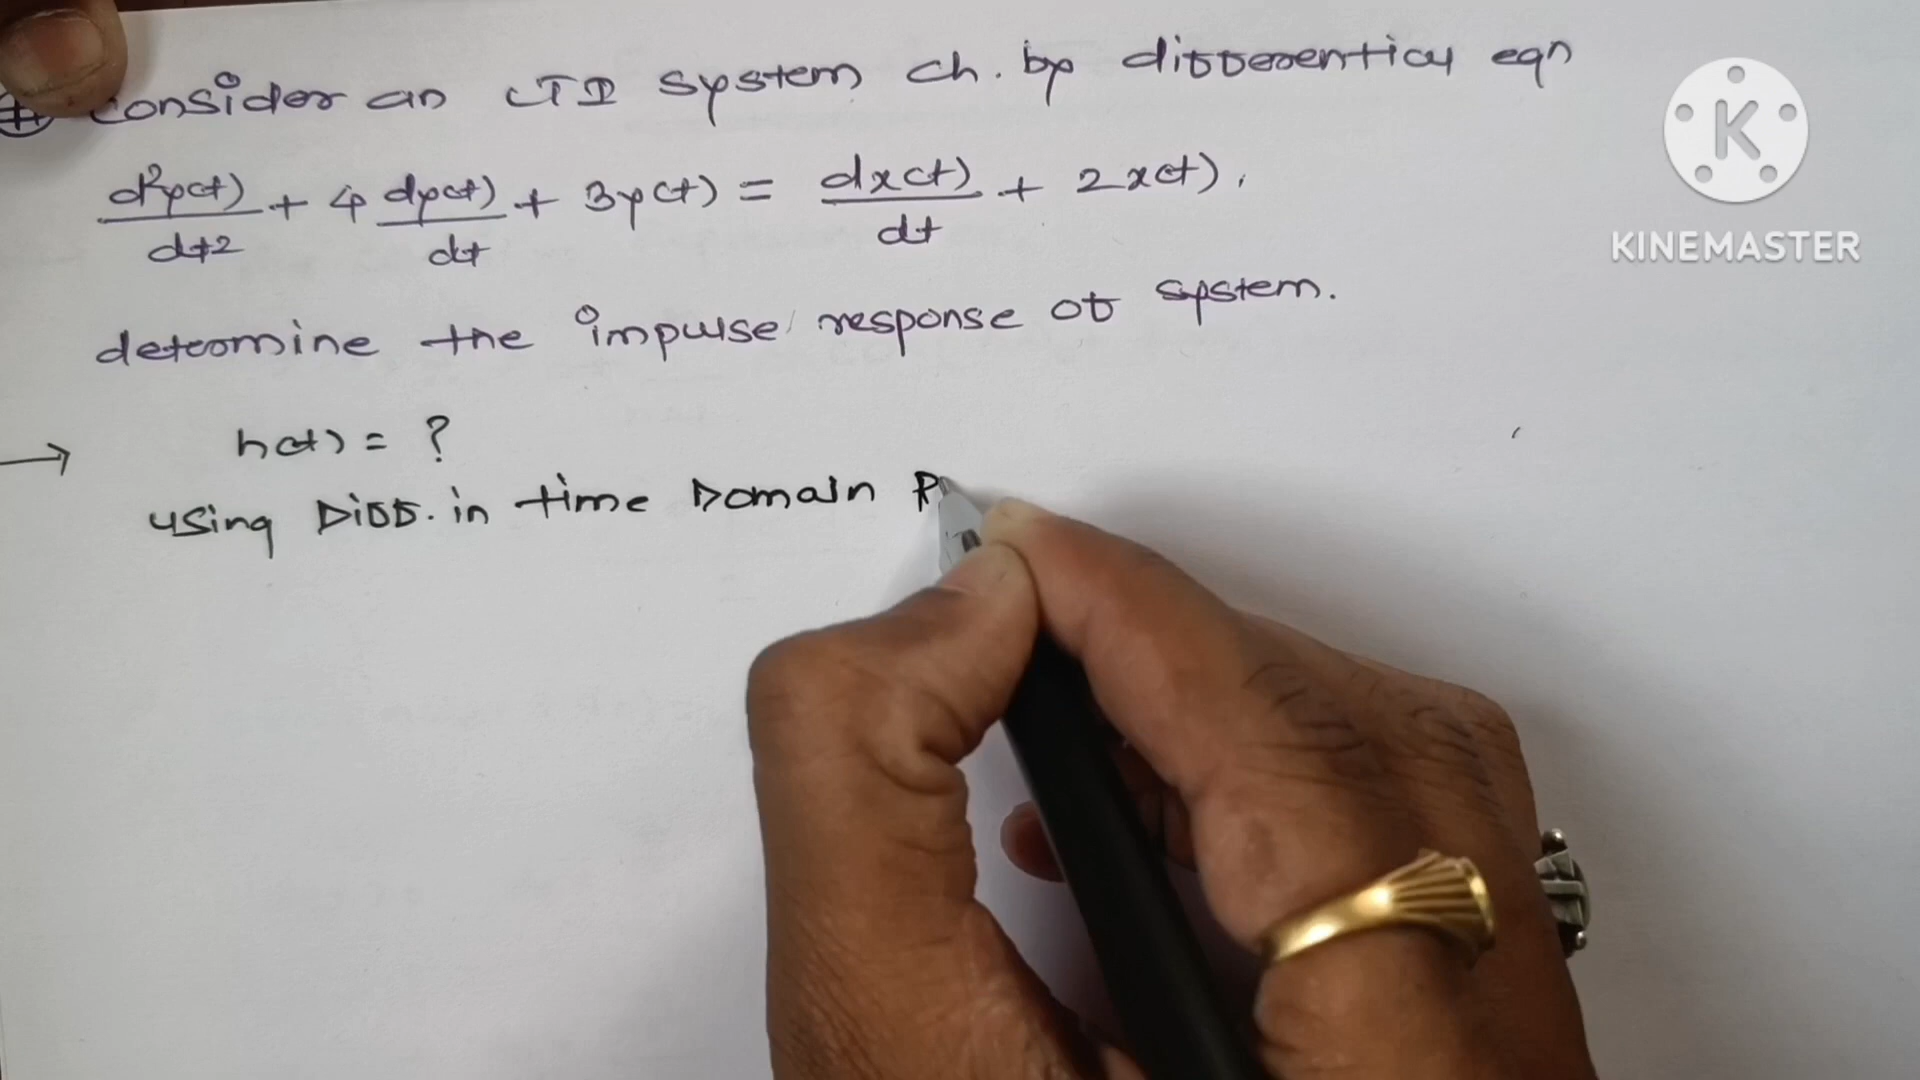 # Consider an LTI system ch. by differential eqn
d²y(t)/dt² + 4 dy(t)/dt + 3y(t) = dx(t)/dt + 2x(t).
determine the impulse response of system.
→ h(t) = ?
using Diff. in time Domain P
K
KINEMASTER